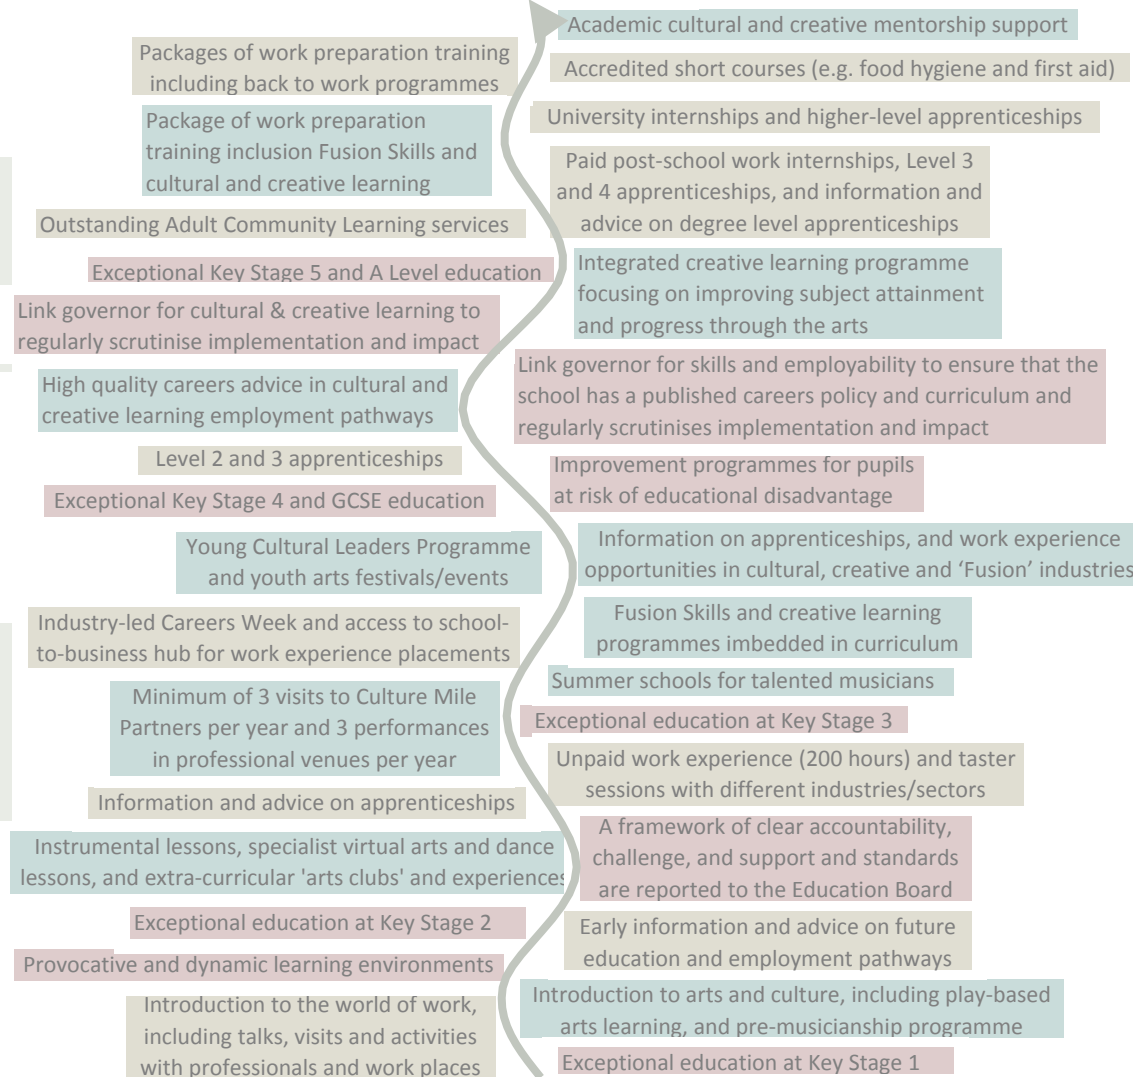 Academic cultural and creative mentorship support
Packages of work preparation training
including back to work programmes
Accredited short courses (e.g. food hygiene and first aid)
University internships and higher-level apprenticeships
Package of work preparation
training inclusion Fusion Skills and
cultural and creative learning
Paid post-school work internships, Level 3
and 4 apprenticeships, and information and
advice on degree level apprenticeships
Outstanding Adult Community Learning services
Exceptional Key Stage 5 and A Level education
Integrated creative learning programme
focusing on improving subject attainment
and progress through the arts
Link governor for cultural & creative learning to
regularly scrutinise implementation and impact
Link governor for skills and employability to ensure that the
school has a published careers policy and curriculum and
regularly scrutinises implementation and impact
High quality careers advice in cultural and
creative learning employment pathways
Level 2 and 3 apprenticeships
Improvement programmes for pupils
at risk of educational disadvantage
Exceptional Key Stage 4 and GCSE education
Young Cultural Leaders Programme
and youth arts festivals/events
Information on apprenticeships, and work experience
opportunities in cultural, creative and ‘Fusion’ industries
Industry-led Careers Week and access to school-
to-business hub for work experience placements
Fusion Skills and creative learning
programmes imbedded in curriculum
Summer schools for talented musicians
Minimum of 3 visits to Culture Mile
Partners per year and 3 performances
in professional venues per year
Exceptional education at Key Stage 3
Unpaid work experience (200 hours) and taster
sessions with different industries/sectors
Information and advice on apprenticeships
A framework of clear accountability,
challenge, and support and standards
are reported to the Education Board
Instrumental lessons, specialist virtual arts and dance
lessons, and extra-curricular 'arts clubs' and experiences
Exceptional education at Key Stage 2
Early information and advice on future
education and employment pathways
Provocative and dynamic learning environments
Introduction to arts and culture, including play-based
arts learning, and pre-musicianship programme
Introduction to the world of work,
including talks, visits and activities
with professionals and work places
Exceptional education at Key Stage 1